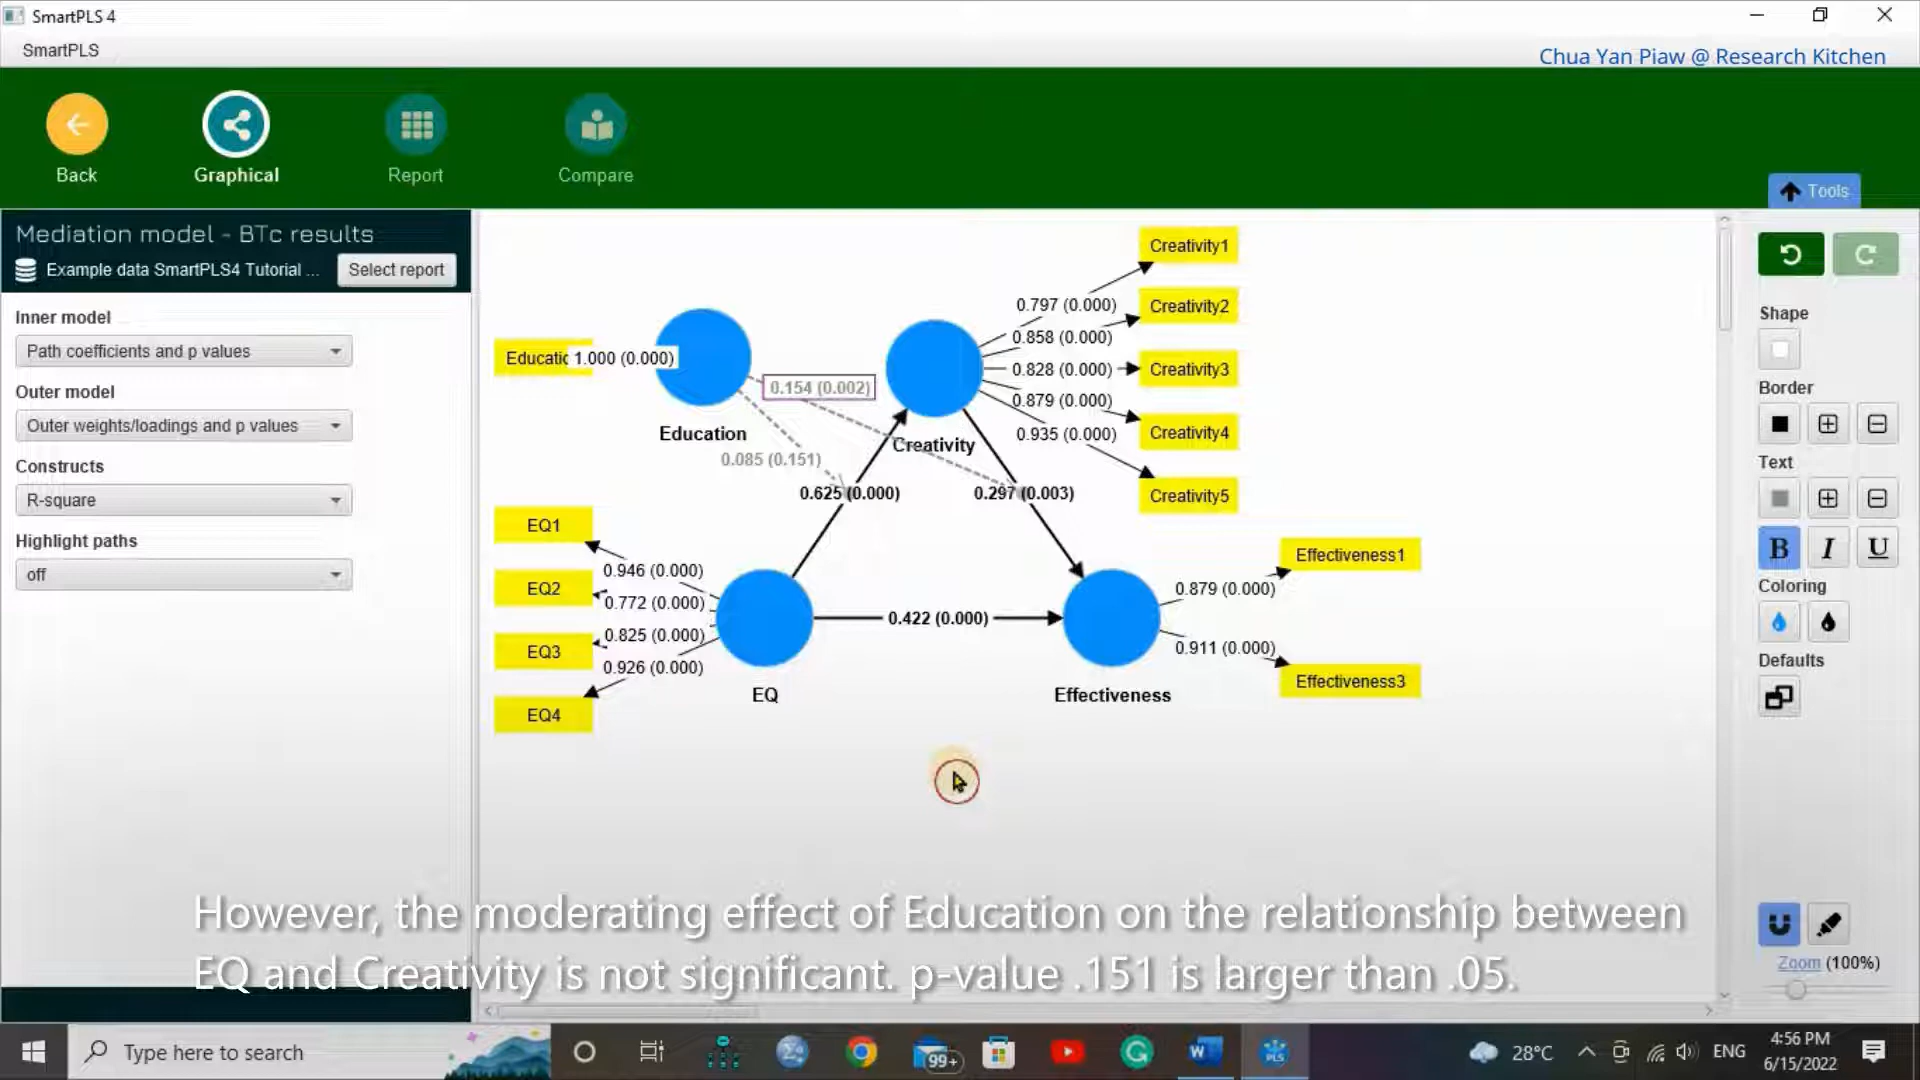 SmartPLS 4
SmartPLS
Chua Yan Piaw @ Research Kitchen
Back
Graphical
Report
Compare
Tools
Mediation model - BTc results
Example data SmartPLS4 Tutorial ...
Select report
Inner model
Path coefficients and p values
Outer model
Outer weights/loadings and p values
Constructs
R-square
Highlight paths
off
Creativity1
0.797 (0.000)
Creativity2
0.858 (0.000)
Educatic 1.000 (0.000)
0.828 (0.000)
Creativity3
0.154 (0.002)
0.879 (0.000)
Creativity4
0.935 (0.000)
Education
Creativity
0.085 (0.151)
0.625 (0.000)
0.297 (0.003)
Creativity5
EQ1
0.946 (0.000)
Effectiveness1
EQ2
0.772 (0.000)
0.879 (0.000)
0.422 (0.000)
0.825 (0.000)
EQ3
0.926 (0.000)
0.911 (0.000)
Effectiveness3
EQ
Effectiveness
EQ4
Shape
Border
Text
B I U
Coloring
Defaults
Zoom (100%)
However, the moderating effect of Education on the relationship between
EQ and Creativity is not significant. p-value .151 is larger than .05.
Type here to search
99+
W
PLS
28°C
ENG
4:56 PM
6/15/2022